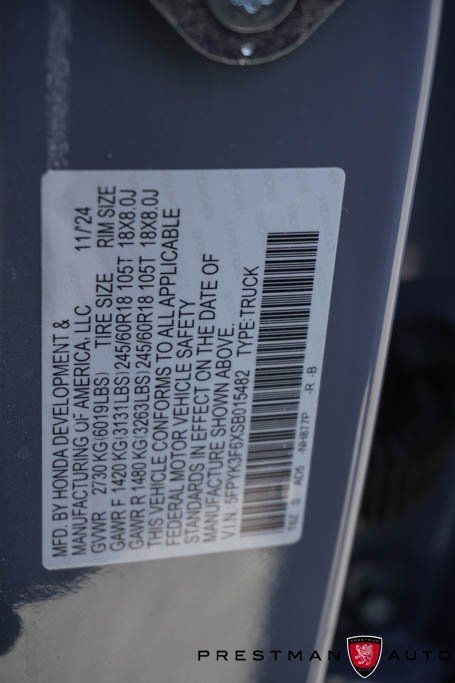 MFD. BY HONDA DEVELOPMENT &
MANUFACTURING OF AMERICA, LLC 11/24
GVWR 2730 KG(6019LBS) TIRE SIZE RIM SIZE
GAWR F 1420 KG(3131LBS) 245/60R18 105T 18X8.0J
GAWR R 1480 KG(3263LBS) 245/60R18 105T 18X8.0J
THIS VEHICLE CONFORMS TO ALL APPLICABLE
FEDERAL MOTOR VEHICLE SAFETY
STANDARDS IN EFFECT ON THE DATE OF
MANUFACTURE SHOWN ABOVE.
V.I.N.: 5FPYK3F6XSB015482 TYPE:TRUCK
T6Z S AD5 -NH877P -R -B
PRESTMAN AUTO